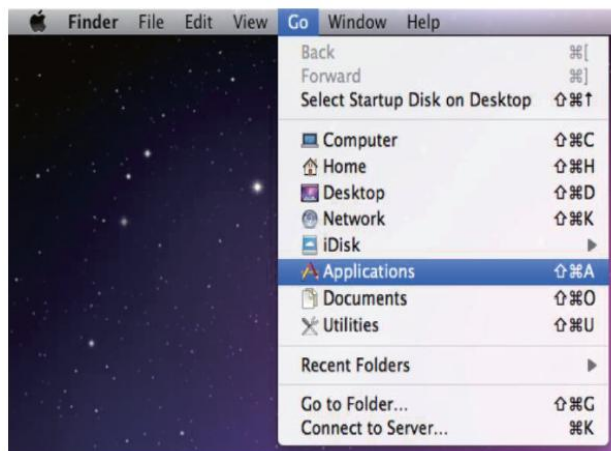 Finder File Edit View Go Window Help
Back ⌘[
Forward ⌘]
Select Startup Disk on Desktop ⇧⌘↑
Computer ⇧⌘C
Home ⇧⌘H
Desktop ⇧⌘D
Network ⇧⌘K
iDisk
Applications ⇧⌘A
Documents ⇧⌘O
Utilities ⇧⌘U
Recent Folders
Go to Folder... ⇧⌘G
Connect to Server... ⌘K